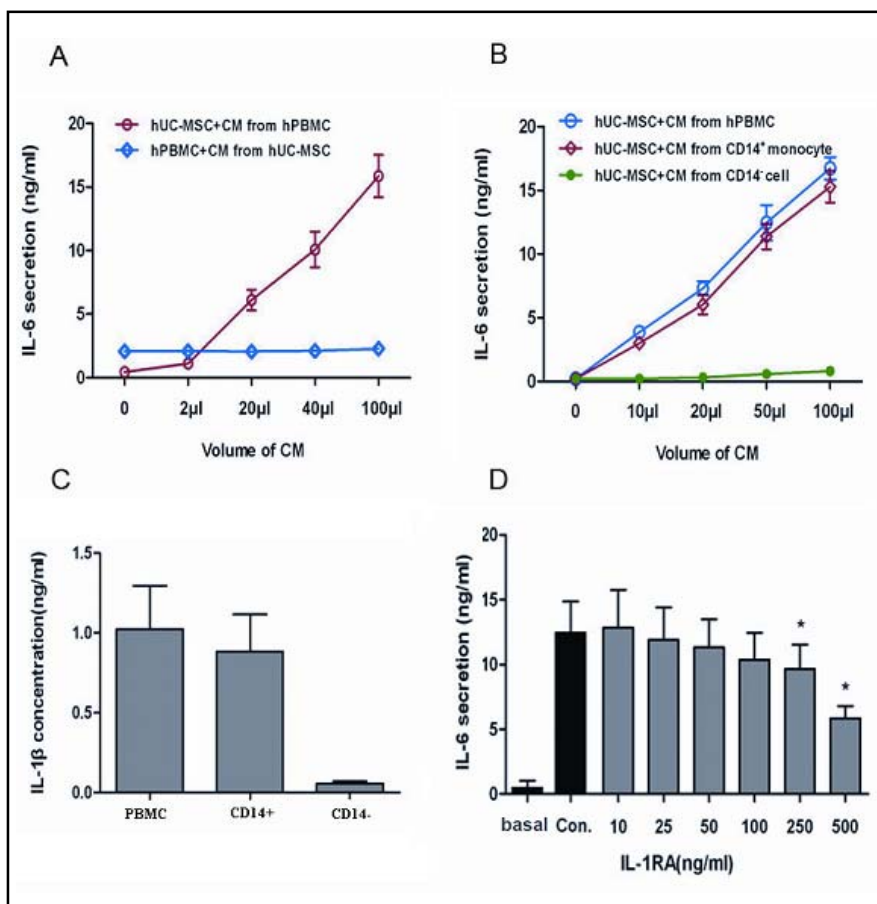 A
hUC-MSC+CM from hPBMC
hPBMC+CM from hUC-MSC
IL-6 secretion (ng/ml)
20
15
10
5
0
0 2µl 20µl 40µl 100µl
Volume of CM
B
hUC-MSC+CM from hPBMC
hUC-MSC+CM from CD14⁺ monocyte
hUC-MSC+CM from CD14⁻ cell
IL-6 secretion (ng/ml)
20
15
10
5
0
0 10µl 20µl 50µl 100µl
Volume of CM
C
IL-1β concentration(ng/ml)
1.5
1.0
0.5
0.0
PBMC CD14+ CD14-
D
IL-6 secretion (ng/ml)
20
15
10
5
0
* *
basal Con. 10 25 50 100 250 500
IL-1RA(ng/ml)